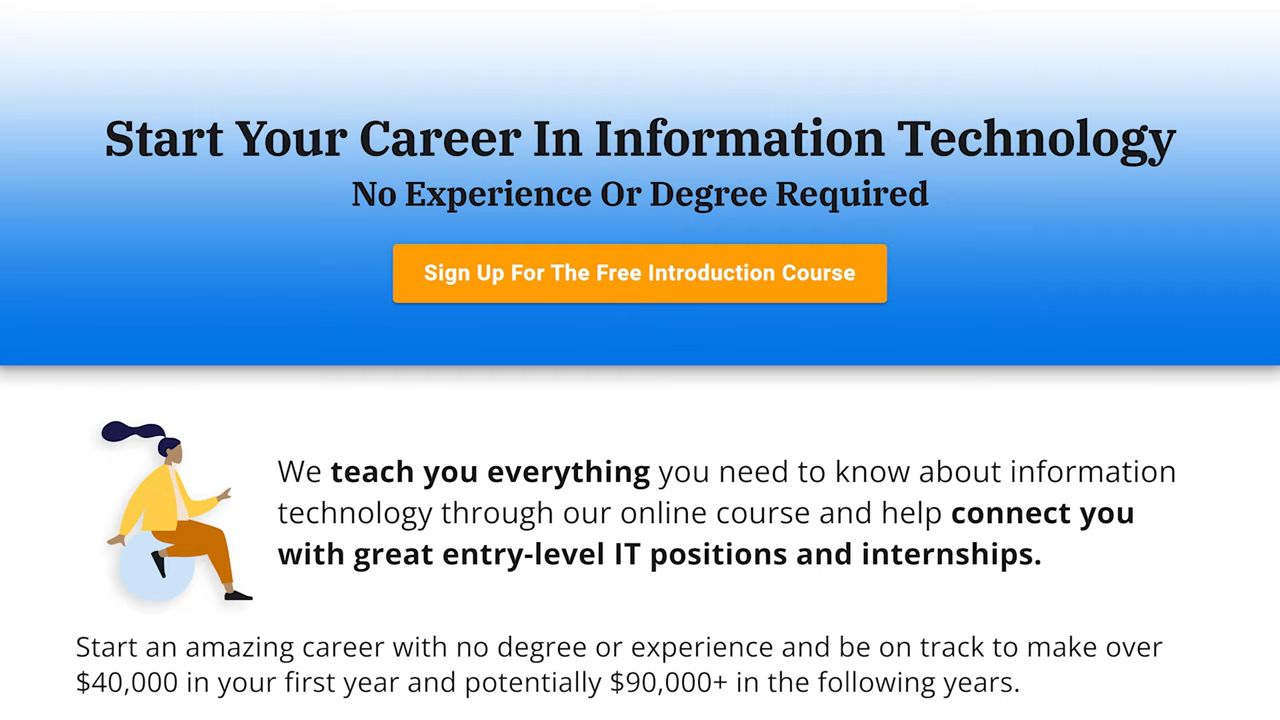 Start Your Career In Information Technology
No Experience Or Degree Required
Sign Up For The Free Introduction Course
We teach you everything you need to know about information
technology through our online course and help connect you
with great entry-level IT positions and internships.
Start an amazing career with no degree or experience and be on track to make over
$40,000 in your first year and potentially $90,000+ in the following years.